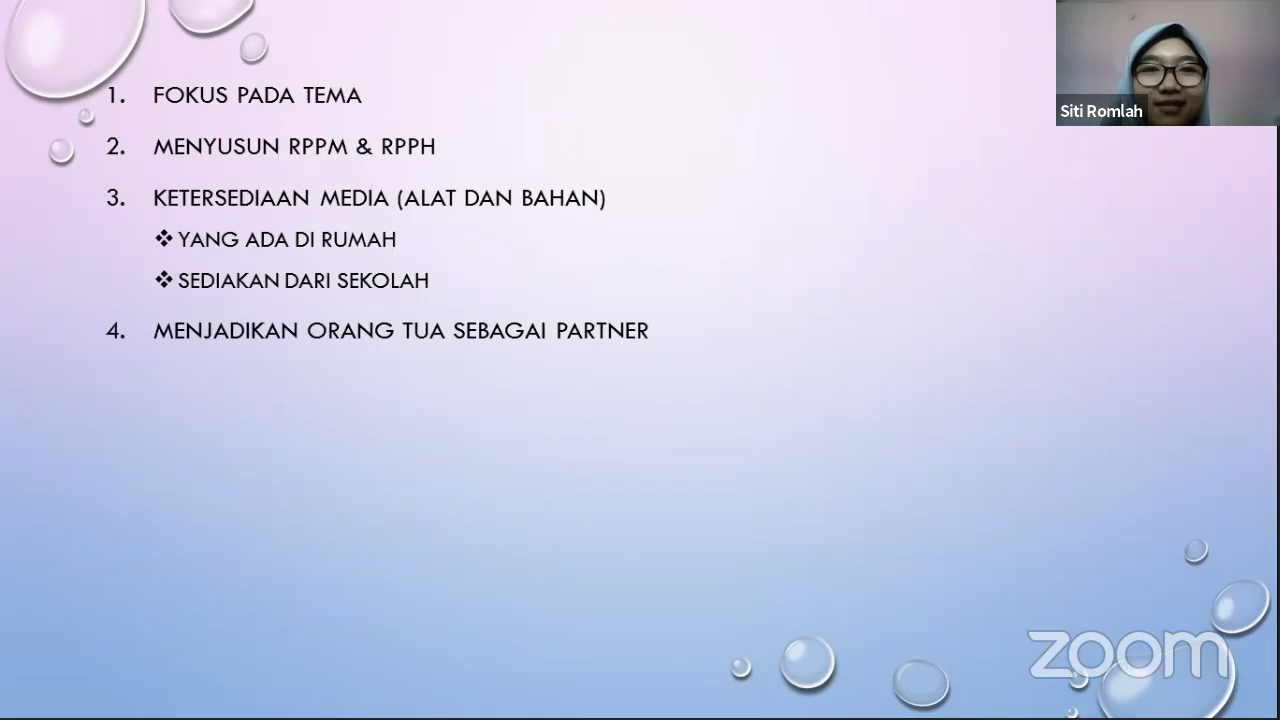 1. FOKUS PADA TEMA
2. MENYUSUN RPPM & RPPH
3. KETERSEDIAAN MEDIA (ALAT DAN BAHAN)
❖ YANG ADA DI RUMAH
❖ SEDIAKAN DARI SEKOLAH
4. MENJADIKAN ORANG TUA SEBAGAI PARTNER
Siti Romlah
zoom